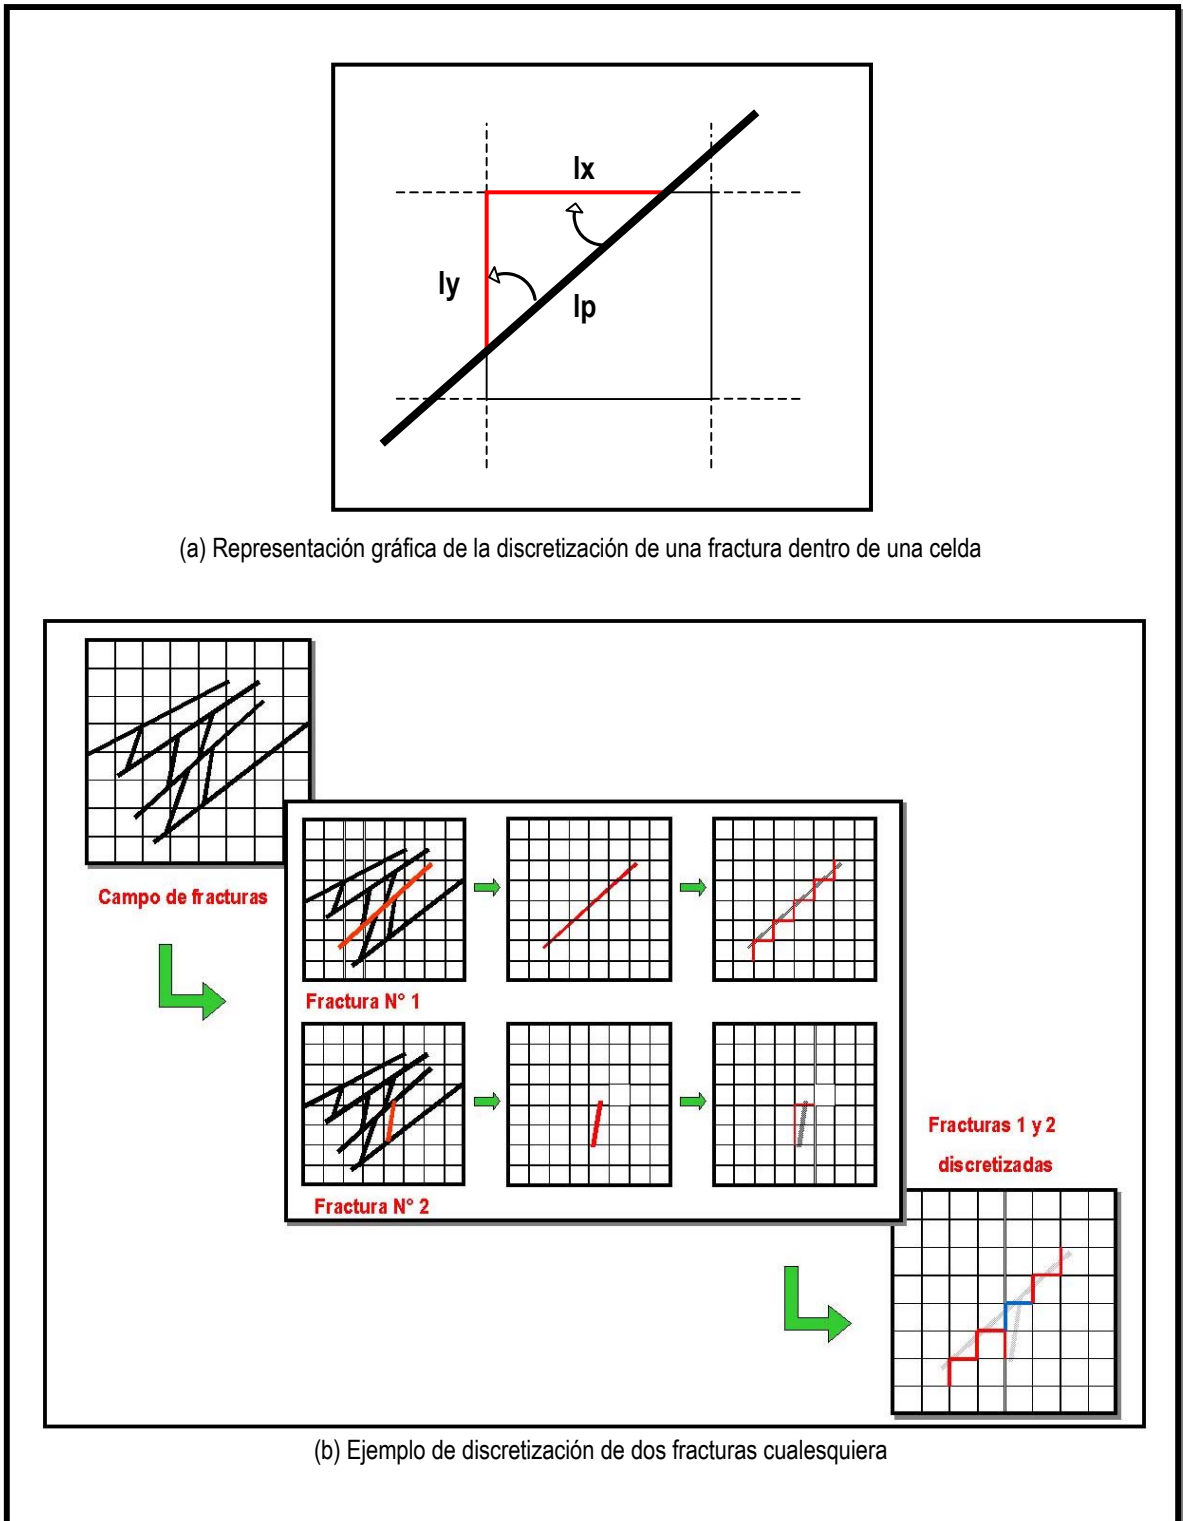 lx
ly
lp
(a) Representación gráfica de la discretización de una fractura dentro de una celda
Campo de fracturas
Fractura N° 1
Fractura N° 2
Fracturas 1 y 2
discretizadas
(b) Ejemplo de discretización de dos fracturas cualesquiera